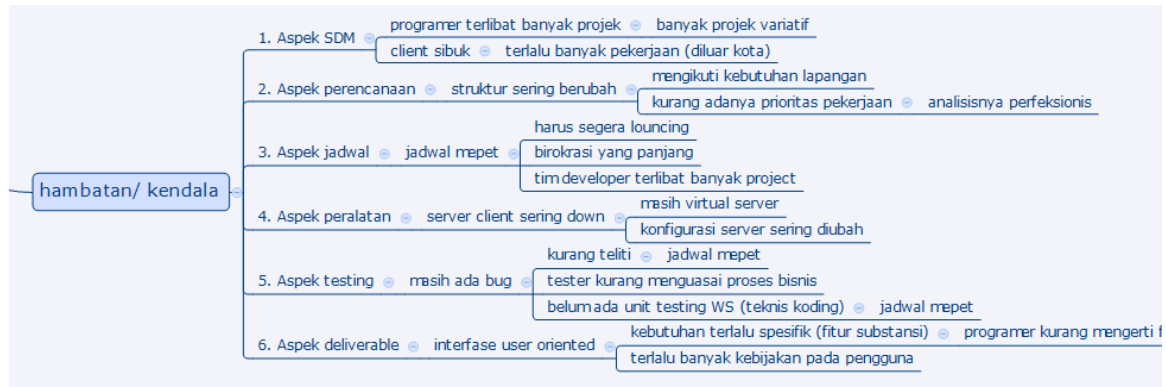 hambatan/ kendala
1. Aspek SDM
programer terlibat banyak projek
banyak projek variatif
client sibuk
terlalu banyak pekerjaan (diluar kota)
2. Aspek perencanaan
struktur sering berubah
mengikuti kebutuhan lapangan
kurang adanya prioritas pekerjaan
analisisnya perfeksionis
3. Aspek jadwal
jadwal mepet
harus segera louncing
birokrasi yang panjang
tim developer terlibat banyak project
4. Aspek peralatan
server client sering down
masih virtual server
konfigurasi server sering diubah
5. Aspek testing
masih ada bug
kurang teliti
jadwal mepet
tester kurang menguasai proses bisnis
belum ada unit testing WS (teknis koding)
jadwal mepet
6. Aspek deliverable
interfase user oriented
kebutuhan terlalu spesifik (fitur substansi)
programer kurang mengerti
terlalu banyak kebijakan pada pengguna